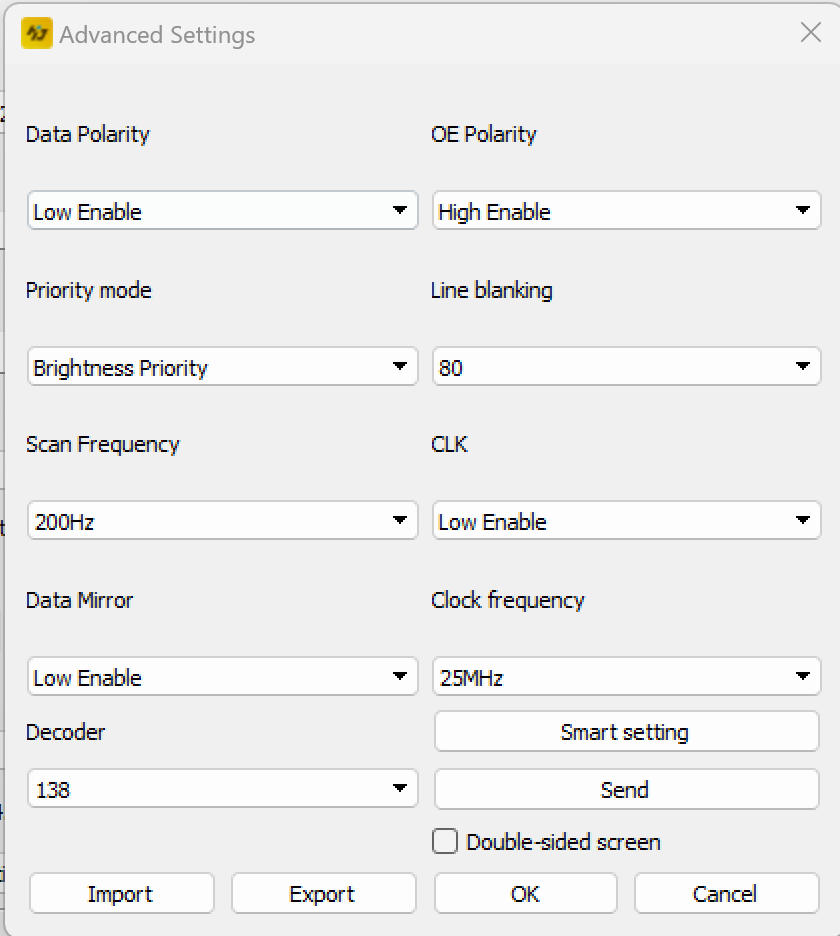 Advanced Settings
Data Polarity
OE Polarity
Low Enable
High Enable
Priority mode
Line blanking
Brightness Priority
80
Scan Frequency
CLK
200Hz
Low Enable
Data Mirror
Clock frequency
Low Enable
25MHz
Decoder
Smart setting
138
Send
Double-sided screen
Import
Export
OK
Cancel